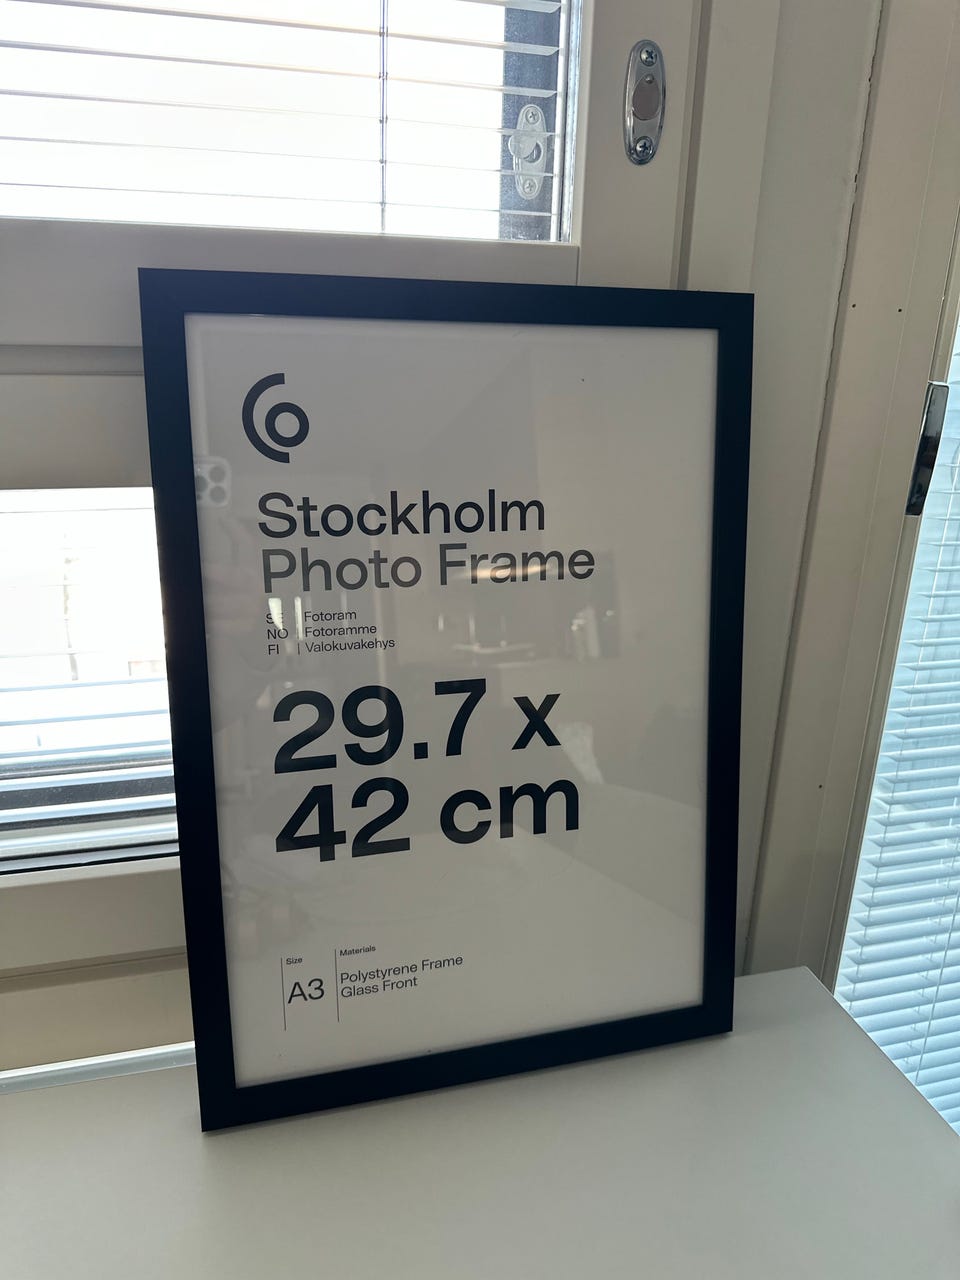 Stockholm
Photo Frame
SE | Fotoram
NO | Fotoramme
FI | Valokuvakehys
29.7 x
42 cm
Size
A3
Materials
Polystyrene Frame
Glass Front